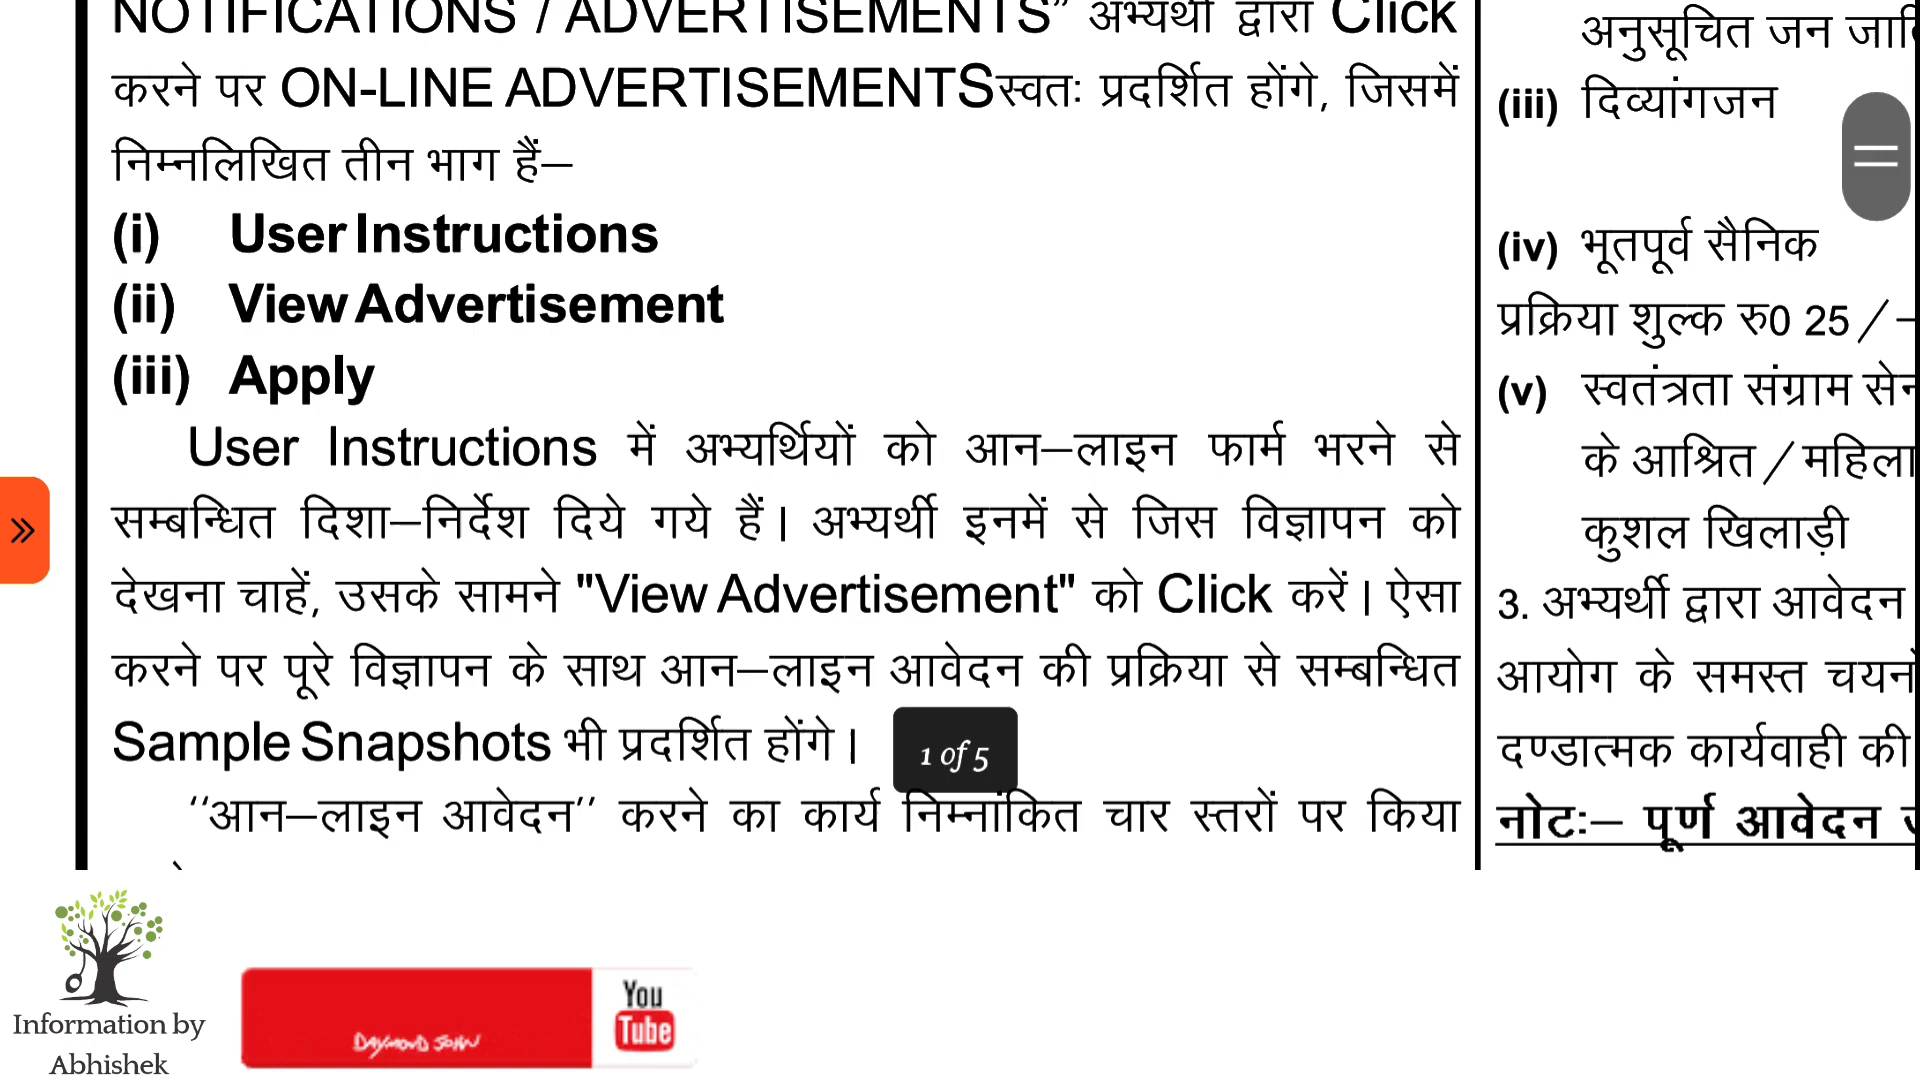 NOTIFICATIONS / ADVERTISEMENTS” अभ्यर्थी द्वारा Click
करने पर ON-LINE ADVERTISEMENTSस्वतः प्रदर्शित होंगे, जिसमें
निम्नलिखित तीन भाग हैं–
(i) User Instructions
(ii) View Advertisement
(iii) Apply
User Instructions में अभ्यर्थियों को आन–लाइन फार्म भरने से
सम्बन्धित दिशा–निर्देश दिये गये हैं। अभ्यर्थी इनमें से जिस विज्ञापन को
देखना चाहें, उसके सामने "View Advertisement" को Click करें। ऐसा
करने पर पूरे विज्ञापन के साथ आन–लाइन आवेदन की प्रक्रिया से सम्बन्धित
Sample Snapshots भी प्रदर्शित होंगे।
‘‘आन–लाइन आवेदन’’ करने का कार्य निम्नांकित चार स्तरों पर किया
अनुसूचित जन
(iii) दिव्यांगजन
(iv) भूतपूर्व सैनिक
प्रक्रिया शुल्क रु0 25/–
(v) स्वतंत्रता संग्राम
के आश्रित/महिला
कुशल खिलाड़ी
3. अभ्यर्थी द्वारा आवेदन
आयोग के समस्त
दण्डात्मक कार्यवाही की
नोटः– पूर्ण आवेदन
1 of 5
Information by
Abhishek
DAYMOND JOHN
You
Tube